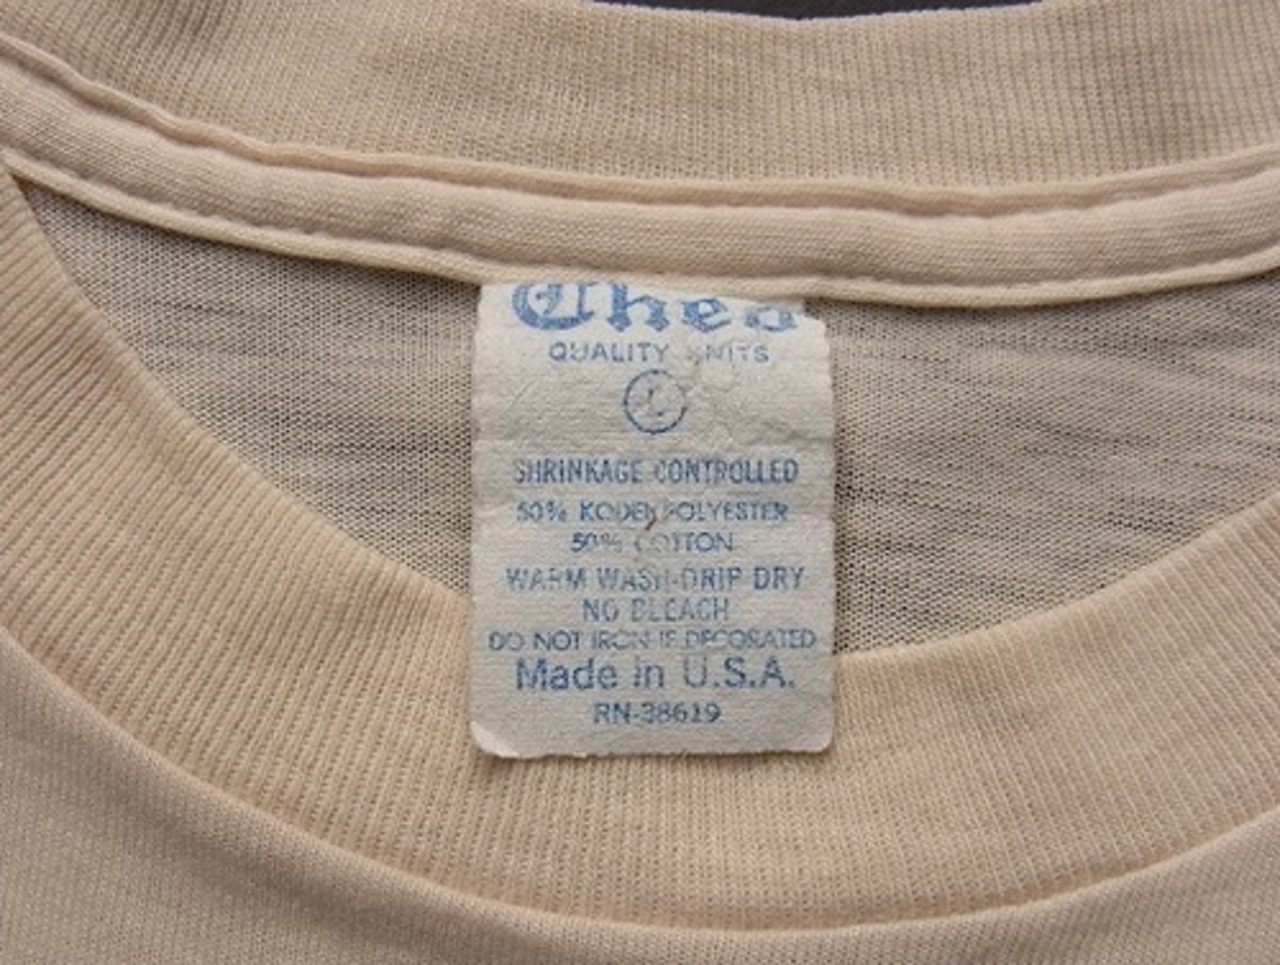 Ched
QUALITY KNITS
L
SHRINKAGE CONTROLLED
50% KODEL POLYESTER
50% COTTON
WARM WASH-DRIP DRY
NO BLEACH
DO NOT IRON IF DECORATED
Made in U.S.A.
RN-38619